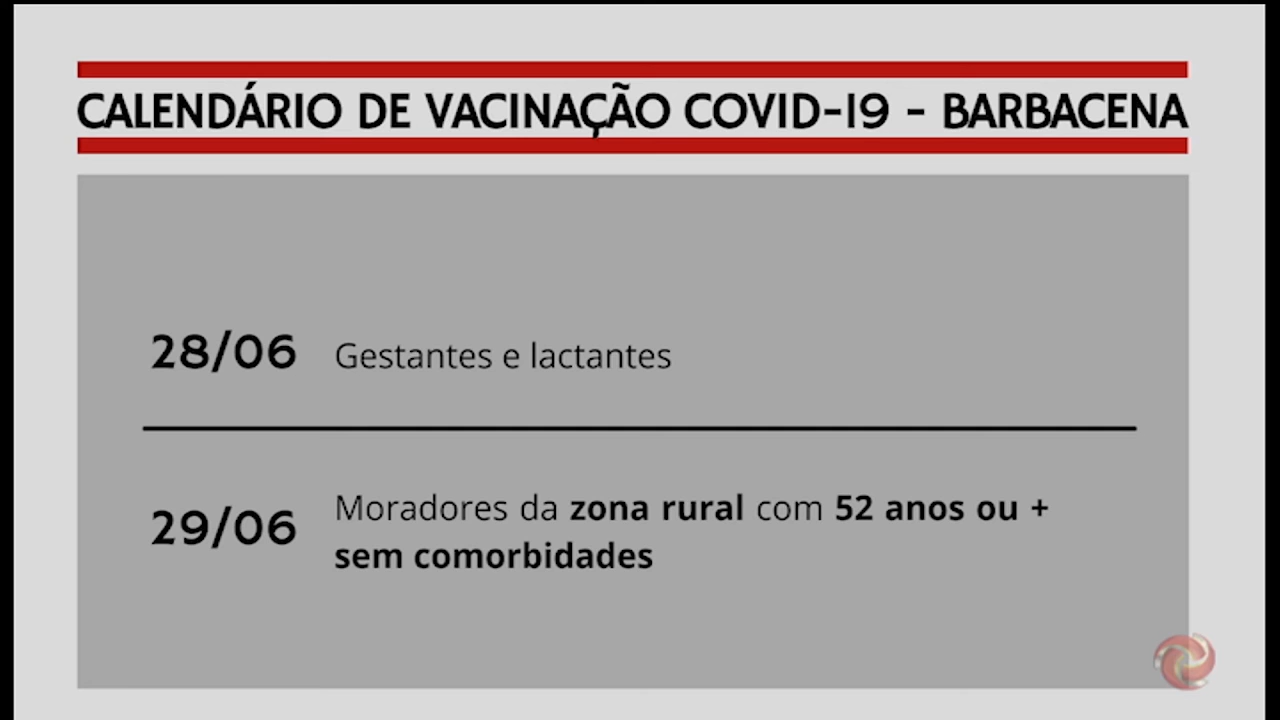 CALENDÁRIO DE VACINAÇÃO COVID-19 - BARBACENA
28/06 Gestantes e lactantes
29/06 Moradores da zona rural com 52 anos ou +
sem comorbidades